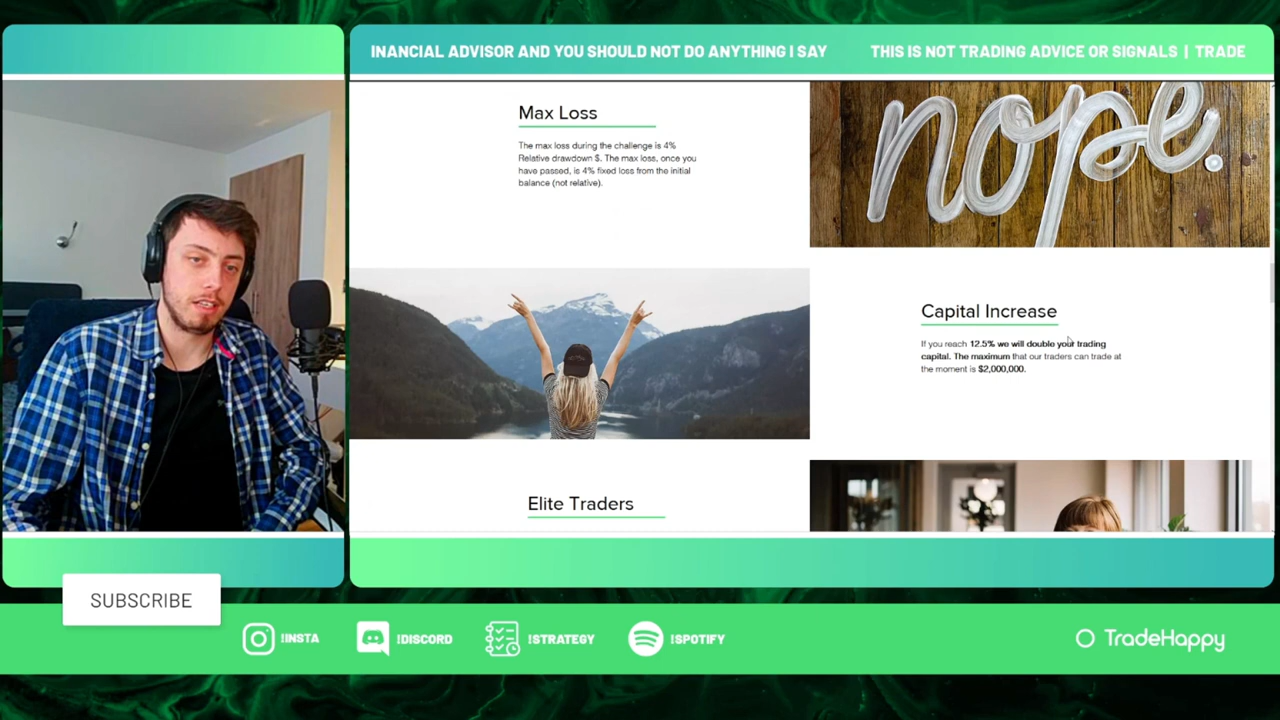 INANCIAL ADVISOR AND YOU SHOULD NOT DO ANYTHING I SAY
THIS IS NOT TRADING ADVICE OR SIGNALS | TRADE
Max Loss
The max loss during the challenge is 4%
Relative drawdown $. The max loss, once you
have passed, is 4% fixed loss from the initial
balance (not relative).
nope.
Capital Increase
If you reach 12.5% we will double your trading
capital. The maximum that our traders can trade at
the moment is $2,000,000.
Elite Traders
SUBSCRIBE
!INSTA
!DISCORD
!STRATEGY
!SPOTIFY
TradeHappy